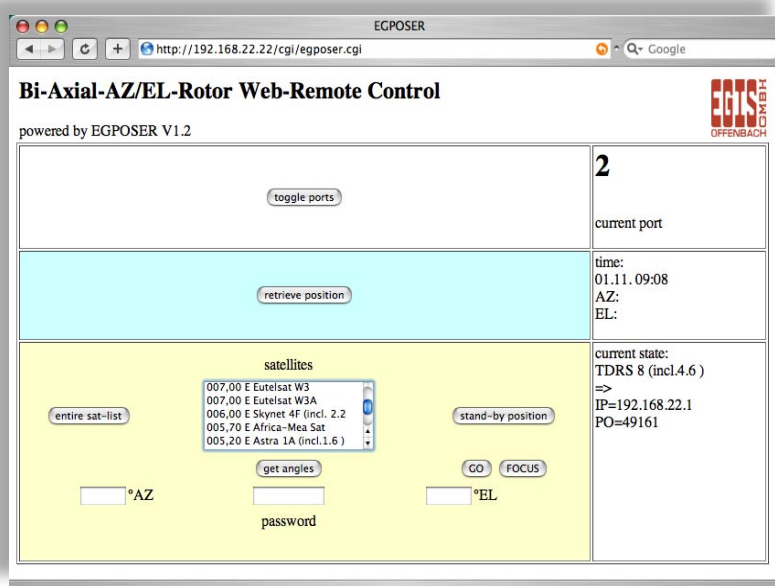 EGPOSER
http://192.168.22.22/cgi/egposer.cgi
Google
Bi-Axial-AZ/EL-Rotor Web-Remote Control
EGIS
GMBH
OFFENBACH
powered by EGPOSER V1.2
toggle ports
2
current port
retrieve position
time:
01.11. 09:08
AZ:
EL:
satellites
entire sat-list
007,00 E Eutelsat W3
007,00 E Eutelsat W3A
006,00 E Skynet 4F (incl. 2.2
005,70 E Africa-Mea Sat
005,20 E Astra 1A (incl.1.6 )
stand-by position
get angles
GO
FOCUS
°AZ
°EL
password
current state:
TDRS 8 (incl.4.6 )
=>
IP=192.168.22.1
PO=49161